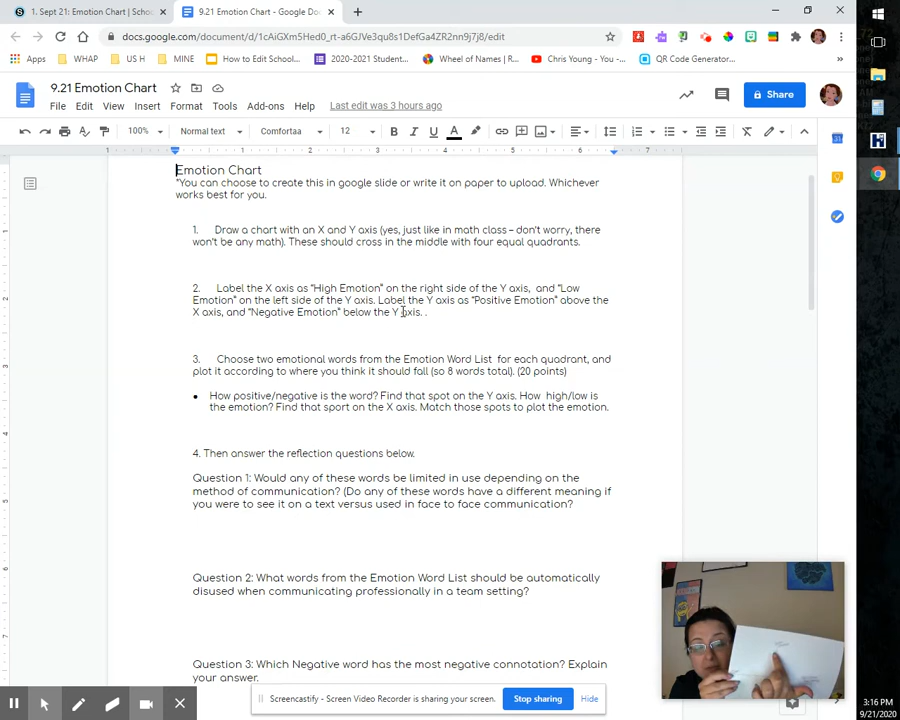 1. Sept 21: Emotion Chart | Schoo
9.21 Emotion Chart - Google Doc
docs.google.com/document/d/1cAiGXm5Hed0_rt-a6GJVe3qu8s1DefGa4ZR2nn9j7j8/edit
Apps
WHAP
US H
MINE
How to Edit School...
2020-2021 Student...
Wheel of Names | R...
Chris Young - You -...
QR Code Generator...
9.21 Emotion Chart
File Edit View Insert Format Tools Add-ons Help Last edit was 3 hours ago
Share
100% Normal text Comfortaa 12
1 1 2 3 4 5 6 7
Emotion Chart
*You can choose to create this in google slide or write it on paper to upload. Whichever
works best for you.
1. Draw a chart with an X and Y axis (yes, just like in math class – don't worry, there
won't be any math). These should cross in the middle with four equal quadrants.
2. Label the X axis as "High Emotion" on the right side of the Y axis, and "Low
Emotion" on the left side of the Y axis. Label the Y axis as "Positive Emotion" above the
X axis, and "Negative Emotion" below the Y axis. .
3. Choose two emotional words from the Emotion Word List for each quadrant, and
plot it according to where you think it should fall (so 8 words total). (20 points)
• How positive/negative is the word? Find that spot on the Y axis. How high/low is
the emotion? Find that sport on the X axis. Match those spots to plot the emotion.
4. Then answer the reflection questions below.
Question 1: Would any of these words be limited in use depending on the
method of communication? (Do any of these words have a different meaning if
you were to see it on a text versus used in face to face communication?
Question 2: What words from the Emotion Word List should be automatically
disused when communicating professionally in a team setting?
Question 3: Which Negative word has the most negative connotation? Explain
your answer.
Screencastify - Screen Video Recorder is sharing your screen.
Stop sharing
Hide
3:16 PM
9/21/2020